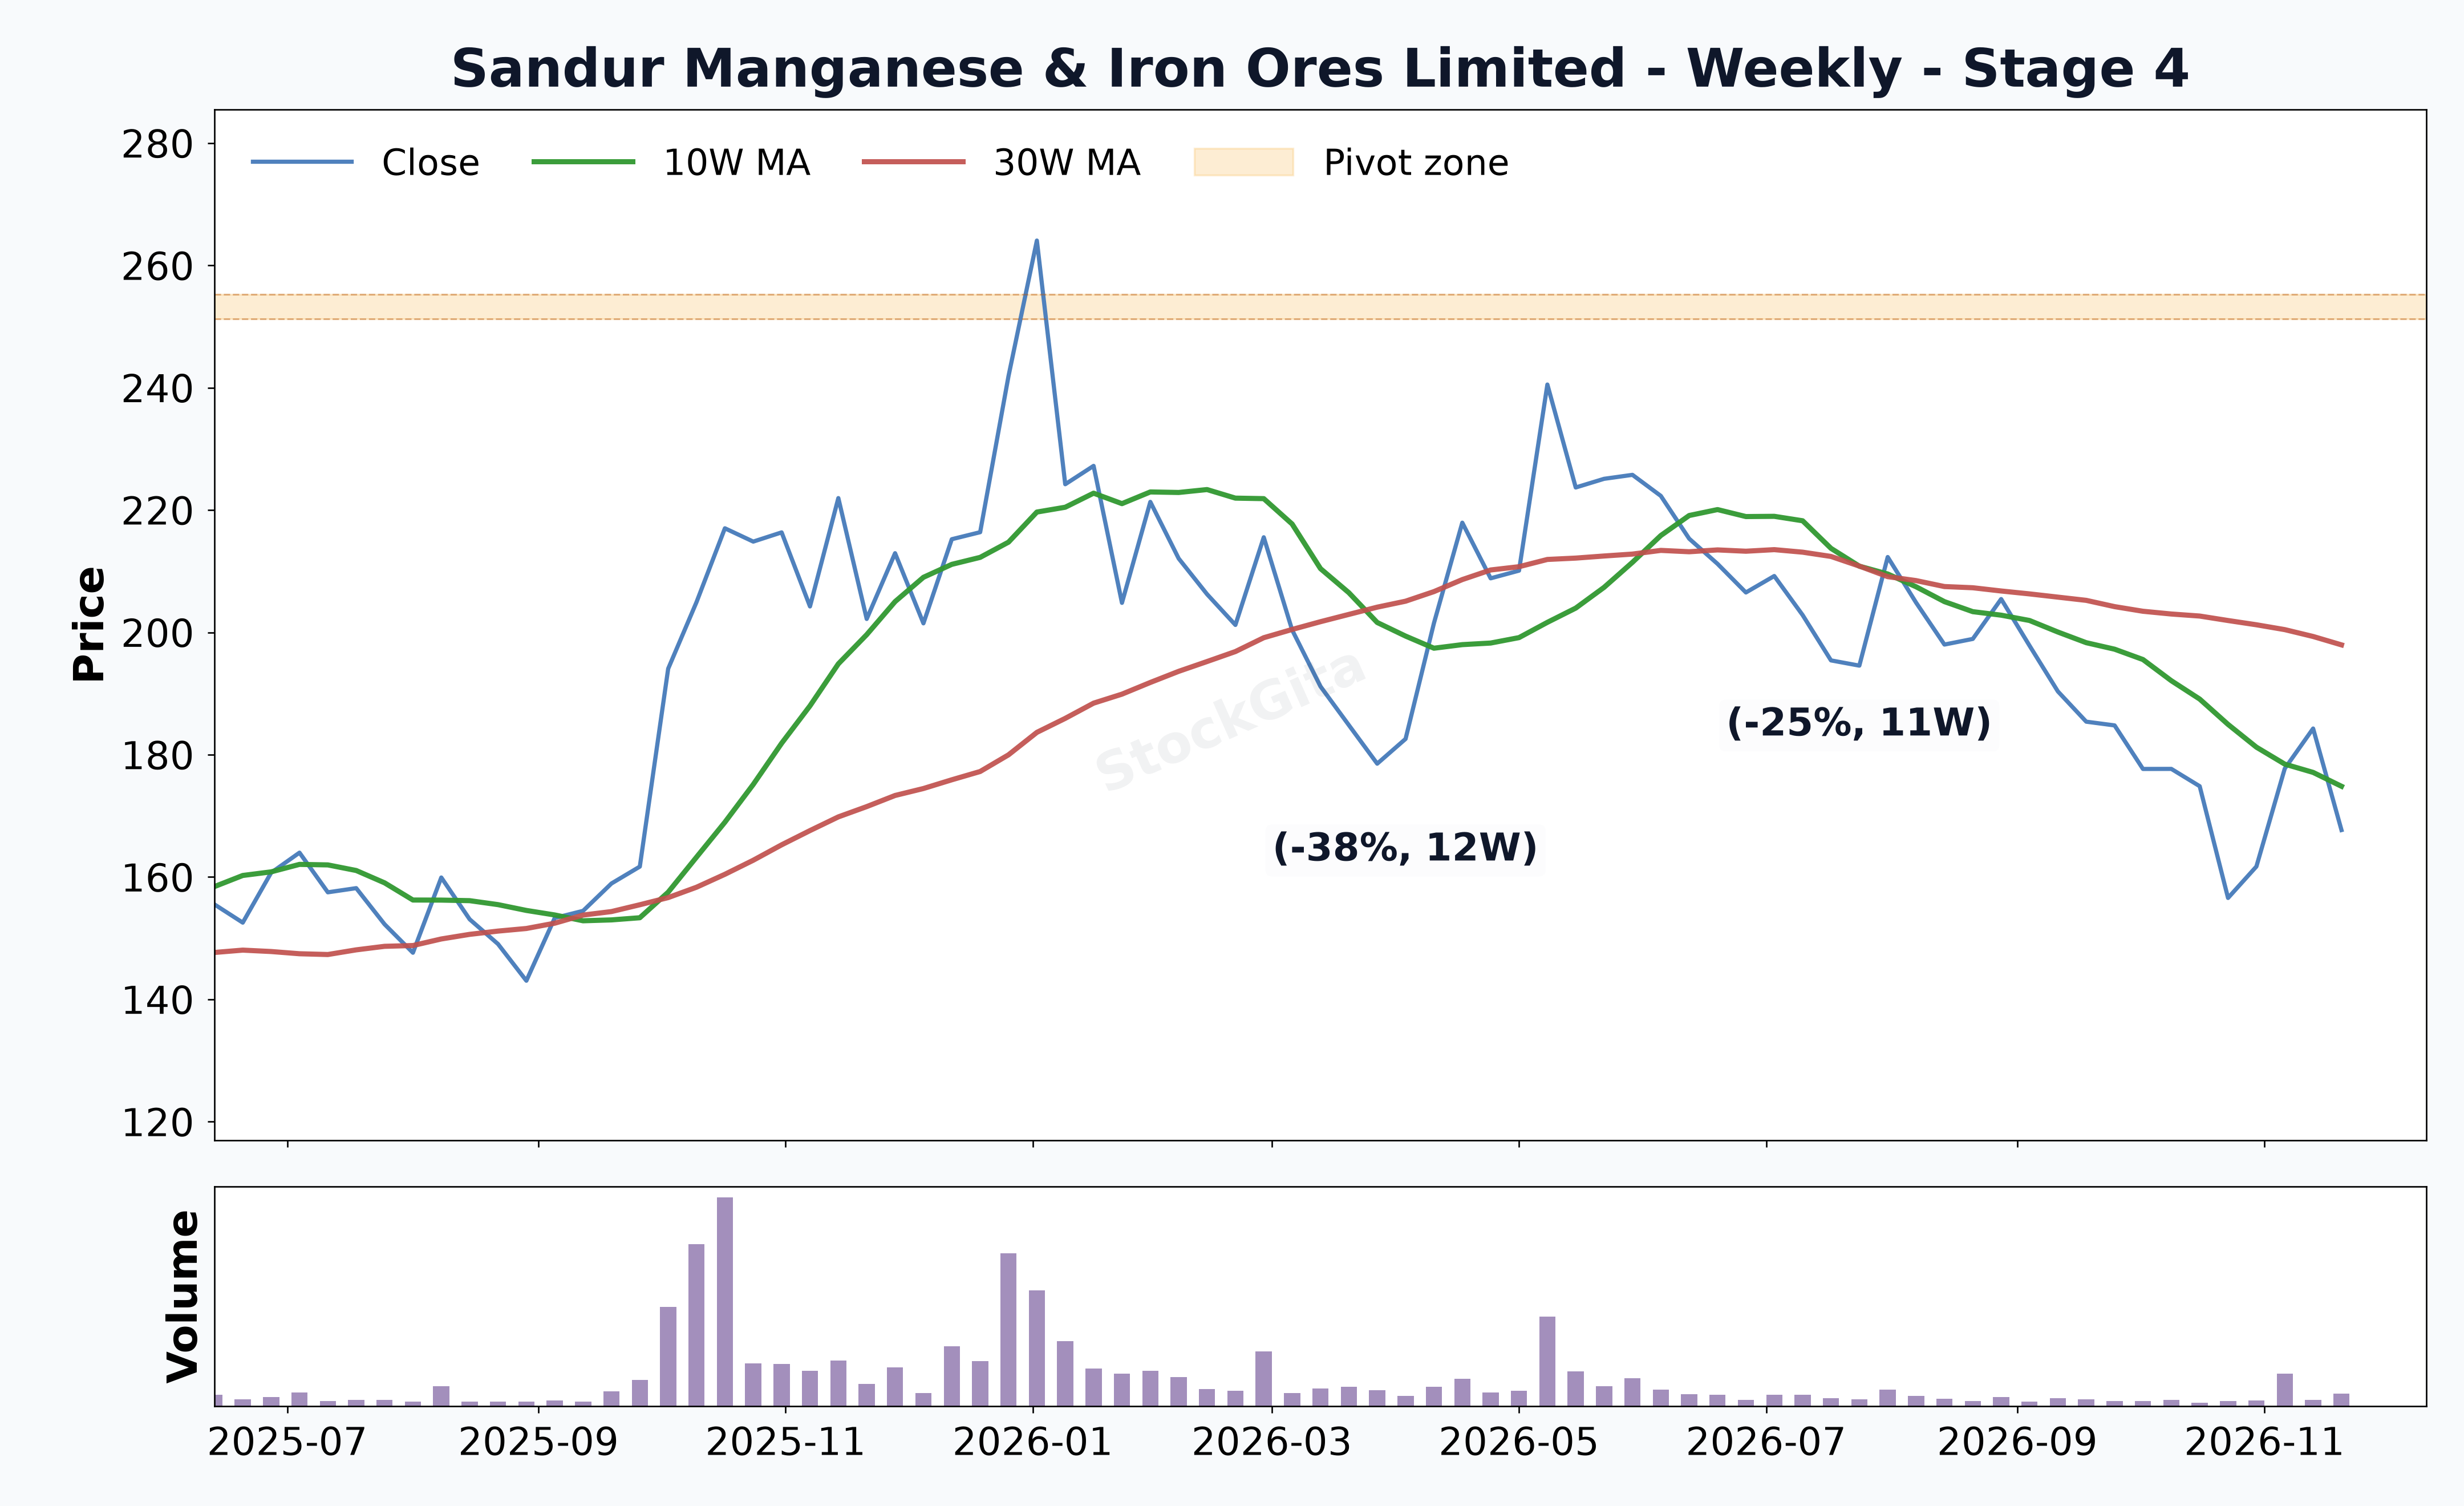 Sandur Manganese & Iron Ores Limited - Weekly - Stage 4
Close
10W MA
30W MA
Pivot zone
Price
280
260
240
220
200
180
160
140
120
StockGita
(-25%, 11W)
(-38%, 12W)
Volume
2025-07
2025-09
2025-11
2026-01
2026-03
2026-05
2026-07
2026-09
2026-11